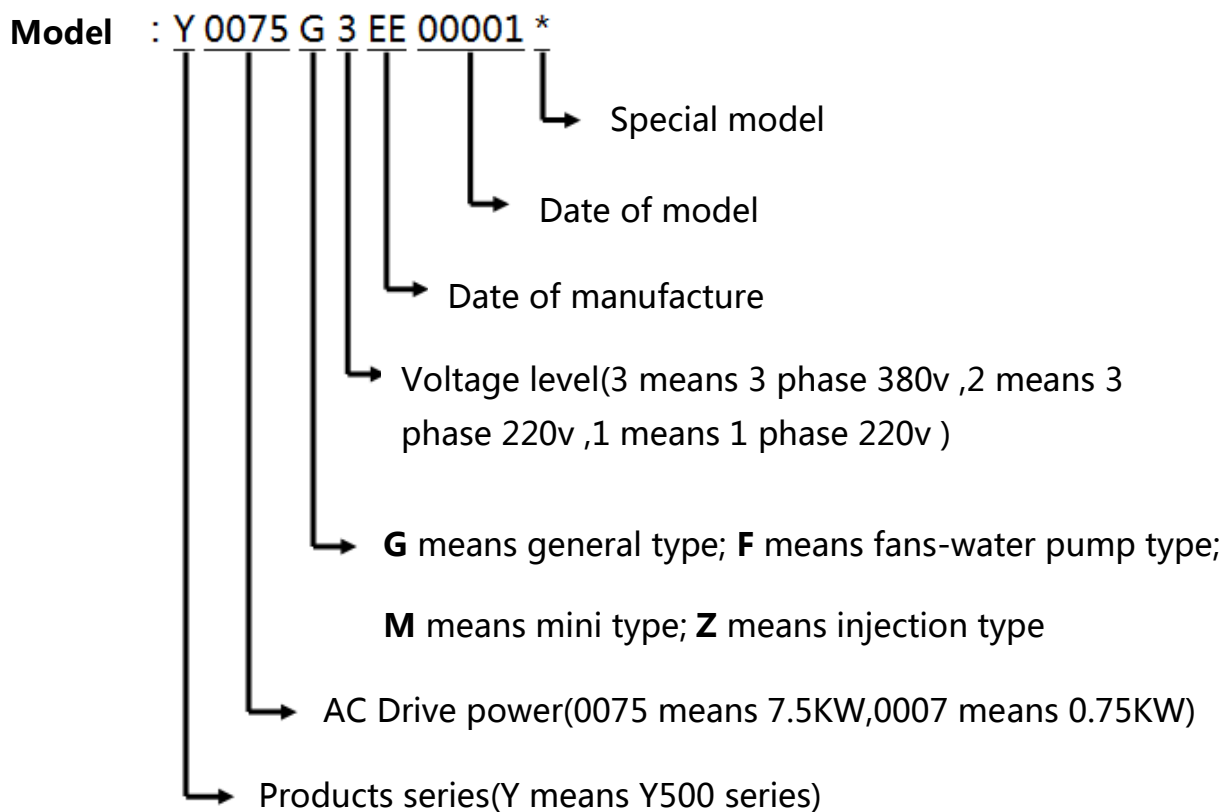 Model : Y 0075 G 3 EE 00001 *
Special model
Date of model
Date of manufacture
Voltage level(3 means 3 phase 380v ,2 means 3
phase 220v ,1 means 1 phase 220v )
G means general type; F means fans-water pump type;
M means mini type; Z means injection type
AC Drive power(0075 means 7.5KW,0007 means 0.75KW)
Products series(Y means Y500 series)